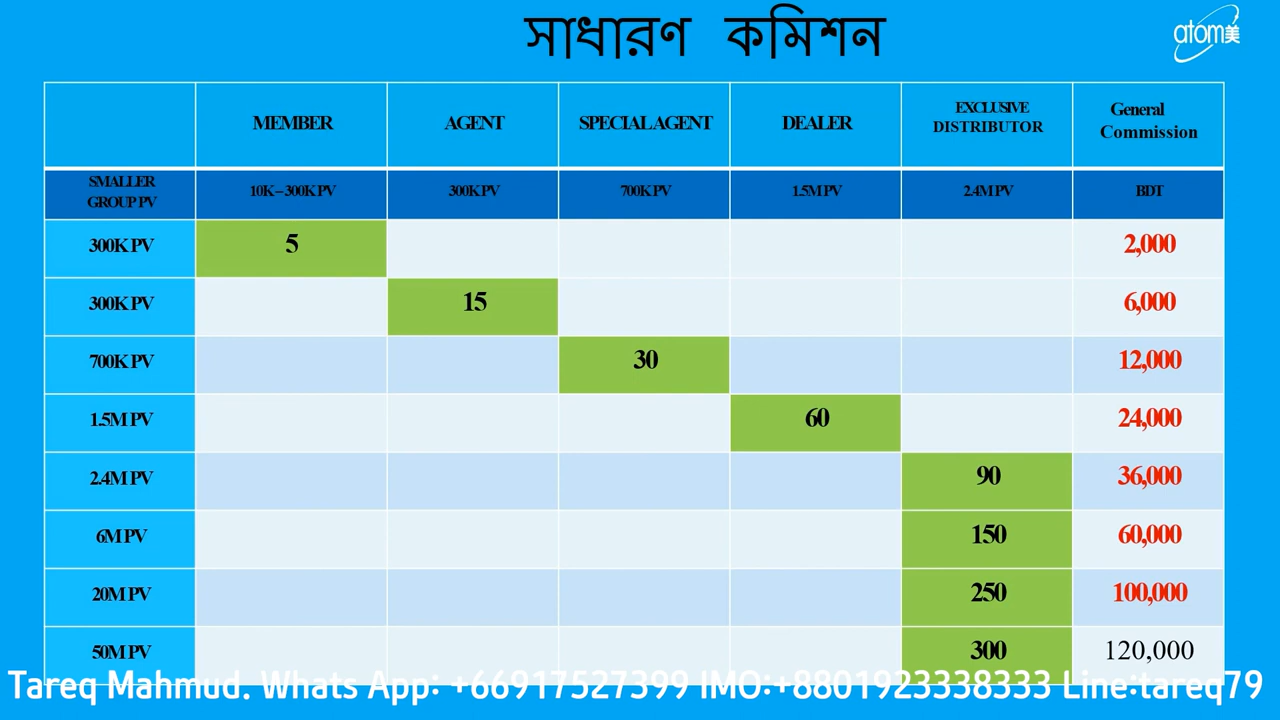 সাধারণ কমিশন
atom美
MEMBER AGENT SPECIAL AGENT DEALER EXCLUSIVE DISTRIBUTOR General Commission
SMALLER GROUP PV 10K – 300K PV 300K PV 700K PV 1.5M PV 2.4M PV BDT
300K PV 5 2,000
300K PV 15 6,000
700K PV 30 12,000
1.5M PV 60 24,000
2.4M PV 90 36,000
6M PV 150 60,000
20M PV 250 100,000
50M PV 300 120,000
Tareq Mahmud. Whats App: +66917527399 IMO:+8801923338333 Line:tareq79